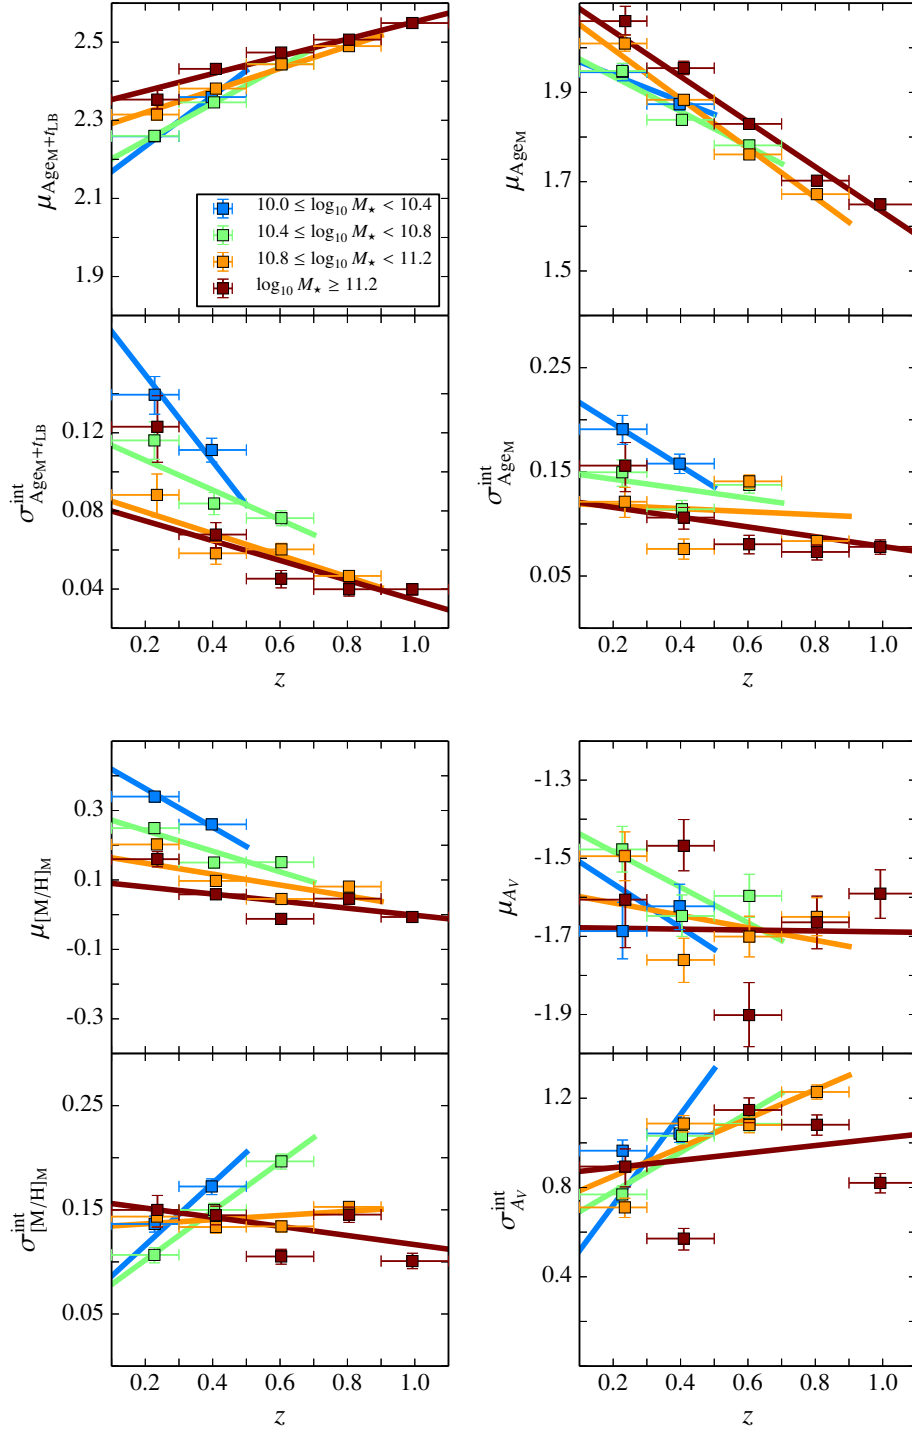 2.5
2.3
2.1
1.9
μ_{Age_M+t_LB}
10.0 ≤ log₁₀ M⋆ < 10.4
10.4 ≤ log₁₀ M⋆ < 10.8
10.8 ≤ log₁₀ M⋆ < 11.2
log₁₀ M⋆ ≥ 11.2
1.9
1.7
1.5
μ_{Age_M}
0.12
0.08
0.04
σ^{int}_{Age_M+t_LB}
0.2 0.4 0.6 0.8 1.0
z
0.25
0.15
0.05
σ^{int}_{Age_M}
0.2 0.4 0.6 0.8 1.0
z
0.3
0.1
-0.1
-0.3
μ_{[M/H]_M}
-1.3
-1.5
-1.7
-1.9
μ_{A_V}
0.25
0.15
0.05
σ^{int}_{[M/H]_M}
0.2 0.4 0.6 0.8 1.0
z
1.2
0.8
0.4
σ^{int}_{A_V}
0.2 0.4 0.6 0.8 1.0
z